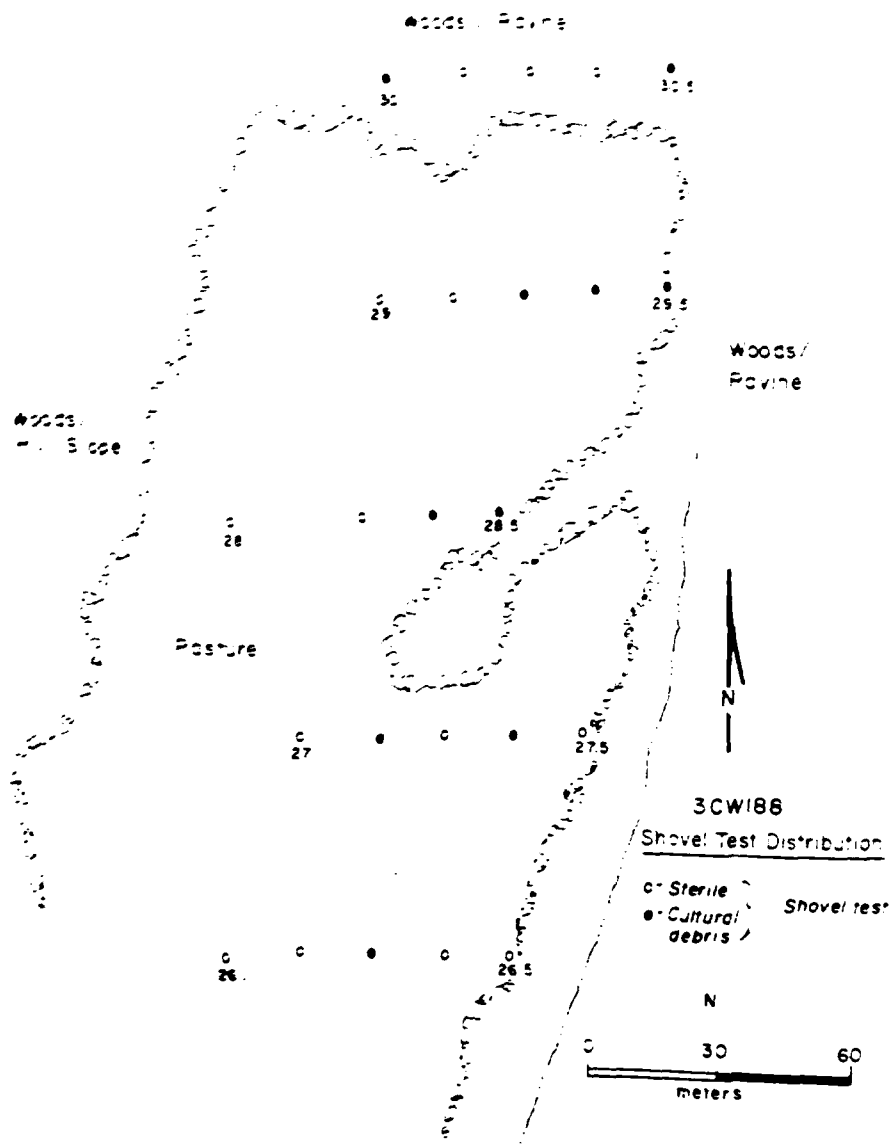 Woods / Ravine
30
30.5
29
29.5
Woods /
Ravine
Woods /
Slope
28
28.5
Pasture
N
27
27.5
3CW188
Shovel Test Distribution
o- Sterile
Shovel test
●- Cultural
debris
26
26.5
N
0 30 60
meters